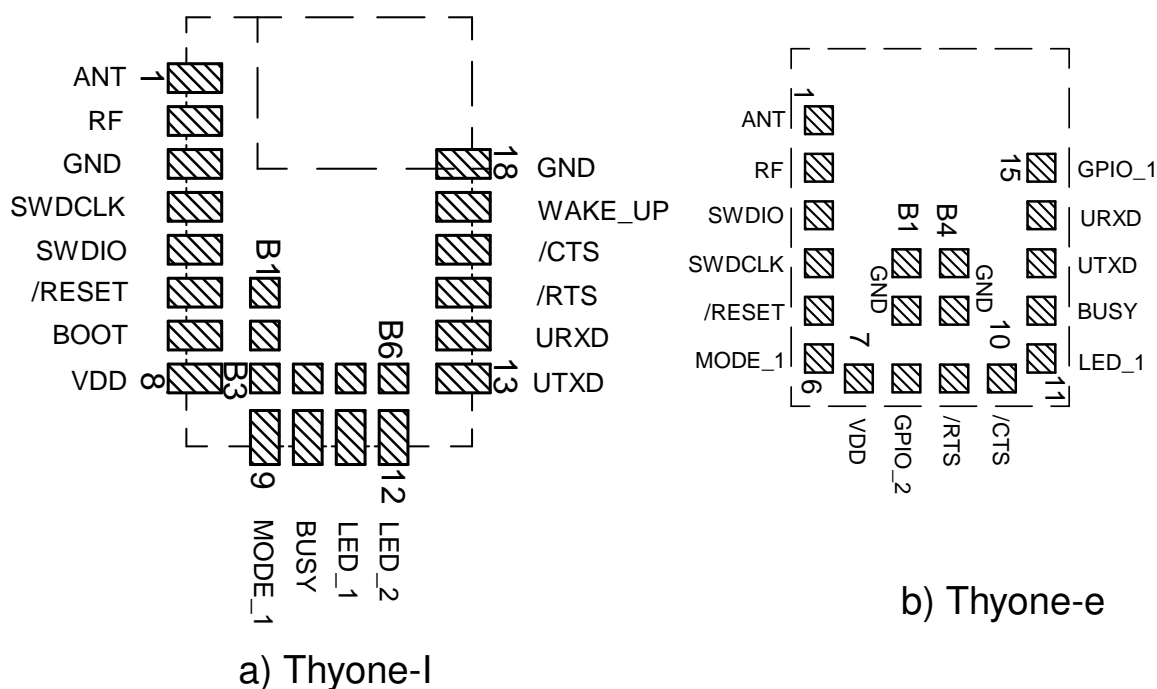 ANT
1
RF
GND
SWDCLK
SWDIO
/RESET
BOOT
VDD
8
B1
B3
B6
18
GND
WAKE_UP
/CTS
/RTS
URXD
13
UTXD
9
12
MODE_1
BUSY
LED_1
LED_2
a) Thyone-I
1
ANT
RF
SWDIO
SWDCLK
/RESET
MODE_1
6
7
B1
B4
GND
GND
10
15
GPIO_1
URXD
UTXD
BUSY
LED_1
11
VDD
GPIO_2
/RTS
/CTS
b) Thyone-e